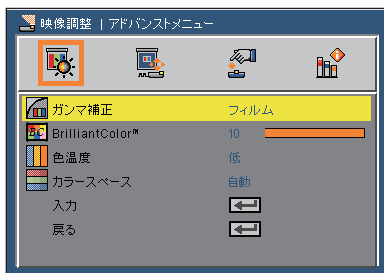 映像調整 | アドバンストメニュー
ガンマ補正 フィルム
BC BrilliantColor™ 10
色温度 低
カラースペース 自動
入力
戻る